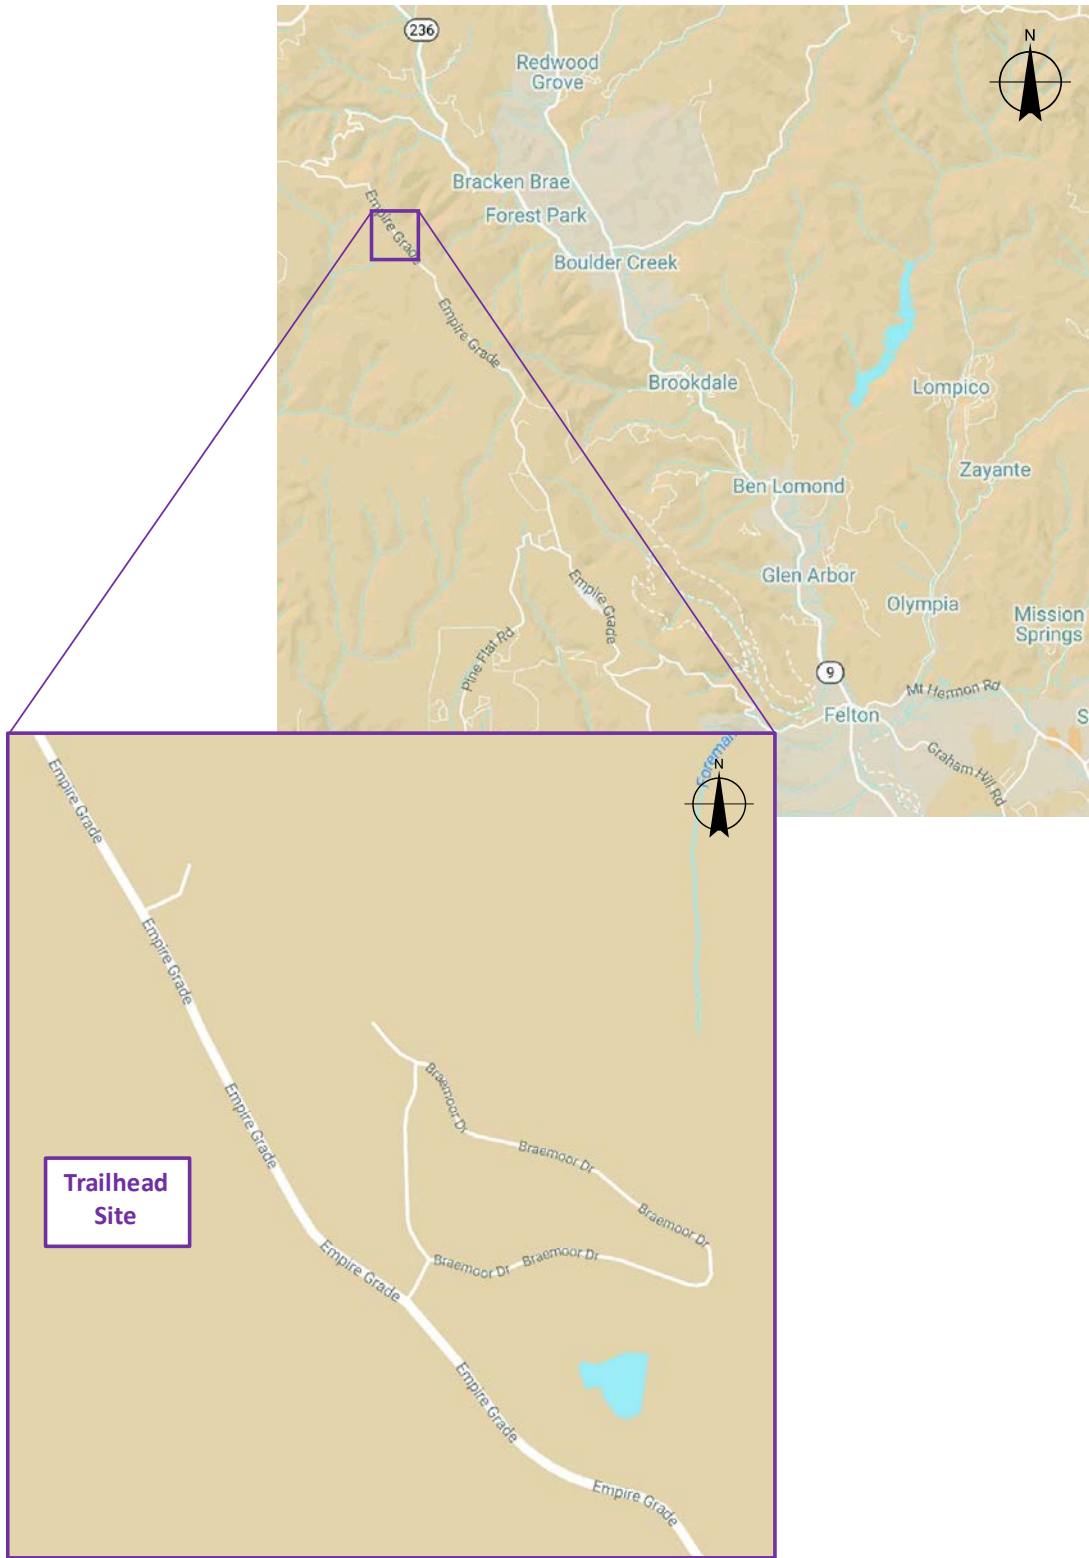 236
N
Redwood
Grove
Bracken Brae
Empire Grade
Forest Park
Boulder Creek
Empire Grade
Brookdale
Lompico
Zayante
Ben Lomond
Glen Arbor
Empire Grade
Olympia
Mission
Springs
Pine Flat Rd
9
Mt Hermon Rd
Felton
S
Graham Hill Rd
Foreman
N
Empire Grade
Empire Grade
Empire Grade
Braemoor Dr
Braemoor Dr
Trailhead
Site
Braemoor Dr
Empire Grade
Braemoor Dr
Braemoor Dr
Empire Grade
Empire Grade